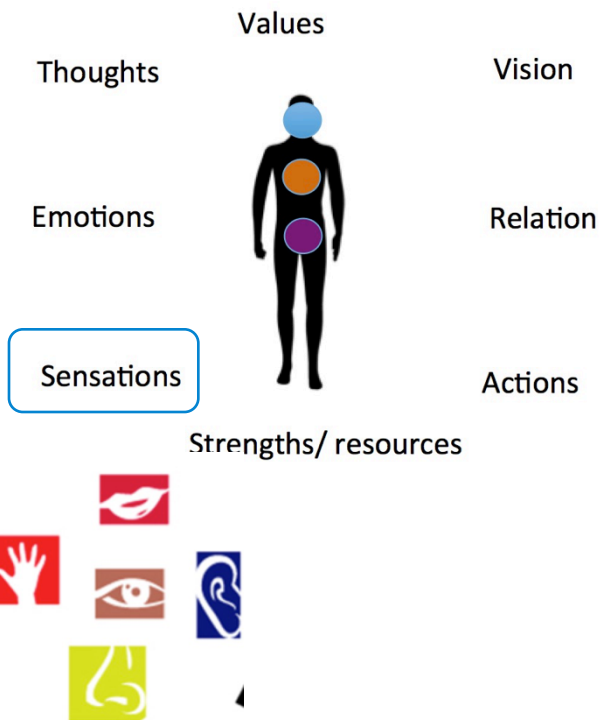 Values
Thoughts
Vision
Emotions
Relation
Sensations
Actions
Strengths/ resources